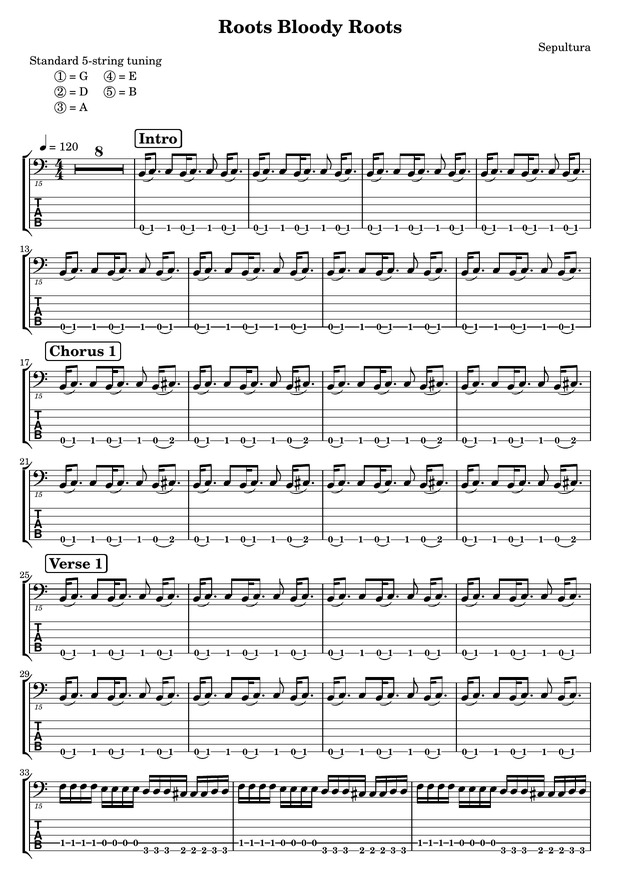 Roots Bloody Roots
Sepultura
Standard 5-string tuning
① = G ④ = E
② = D ⑤ = B
③ = A
♩ = 120 8 Intro
4 4
15
T A B
0 1 1 0 1 1 0 1 0 1 1 0 1 1 0 1 0 1 1 0 1 1 0 1 0 1 1 0 1 1 0 1
13
15
T A B
0 1 1 0 1 1 0 1 0 1 1 0 1 1 0 1 0 1 1 0 1 1 0 1 0 1 1 0 1 1 0 1
Chorus 1
17
15
T A B
0 1 1 0 1 1 0 2 0 1 1 0 1 1 0 2 0 1 1 0 1 1 0 2 0 1 1 0 1 1 0 2
21
15
T A B
0 1 1 0 1 1 0 2 0 1 1 0 1 1 0 2 0 1 1 0 1 1 0 2 0 1 1 0 1 1 0 2
Verse 1
25
15
T A B
0 1 1 0 1 1 0 1 0 1 1 0 1 1 0 1 0 1 1 0 1 1 0 1 0 1 1 0 1 1 0 1
29
15
T A B
0 1 1 0 1 1 0 1 0 1 1 0 1 1 0 1 0 1 1 0 1 1 0 1 0 1 1 0 1 1 0 1
33
15
T A B
1 1 1 1 0 0 0 0 1 1 1 1 0 0 0 0 1 1 1 1 0 0 0 0
3 3 3 2 2 2 3 3 3 3 3 2 2 2 3 3 3 3 3 2 2 2 3 3